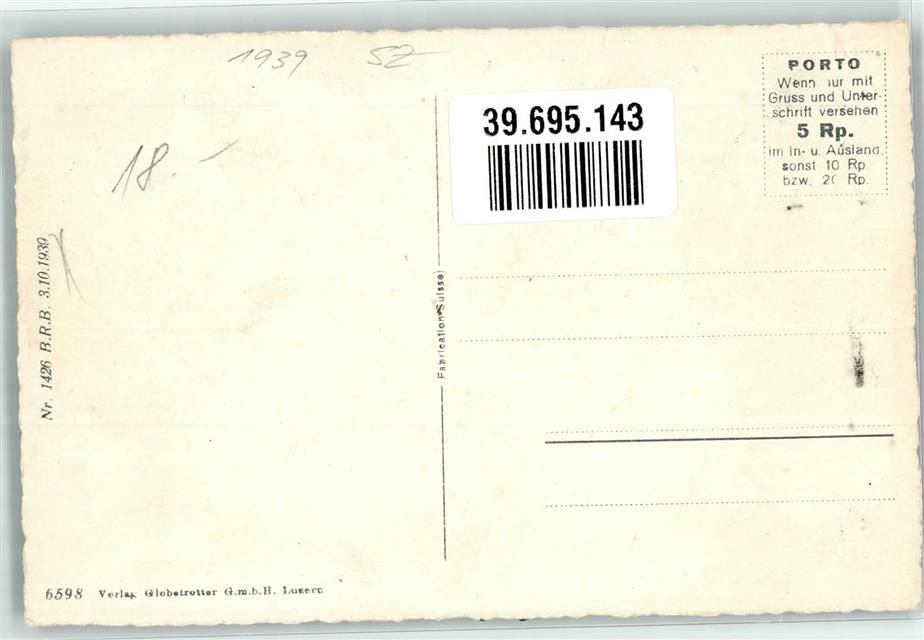 1939 SZ
18.-
39.695.143
PORTO
Wenn nur mit
Gruss und Unter-
schrift versehen
5 Rp.
im In- u. Ausland,
sonst 10 Rp.
bzw. 20 Rp.
Nr. 1426 B.R.B. 3.10.1939
(Fabrication Suisse)
6598 Verlag Globetrotter G.m.b.H. Luzern